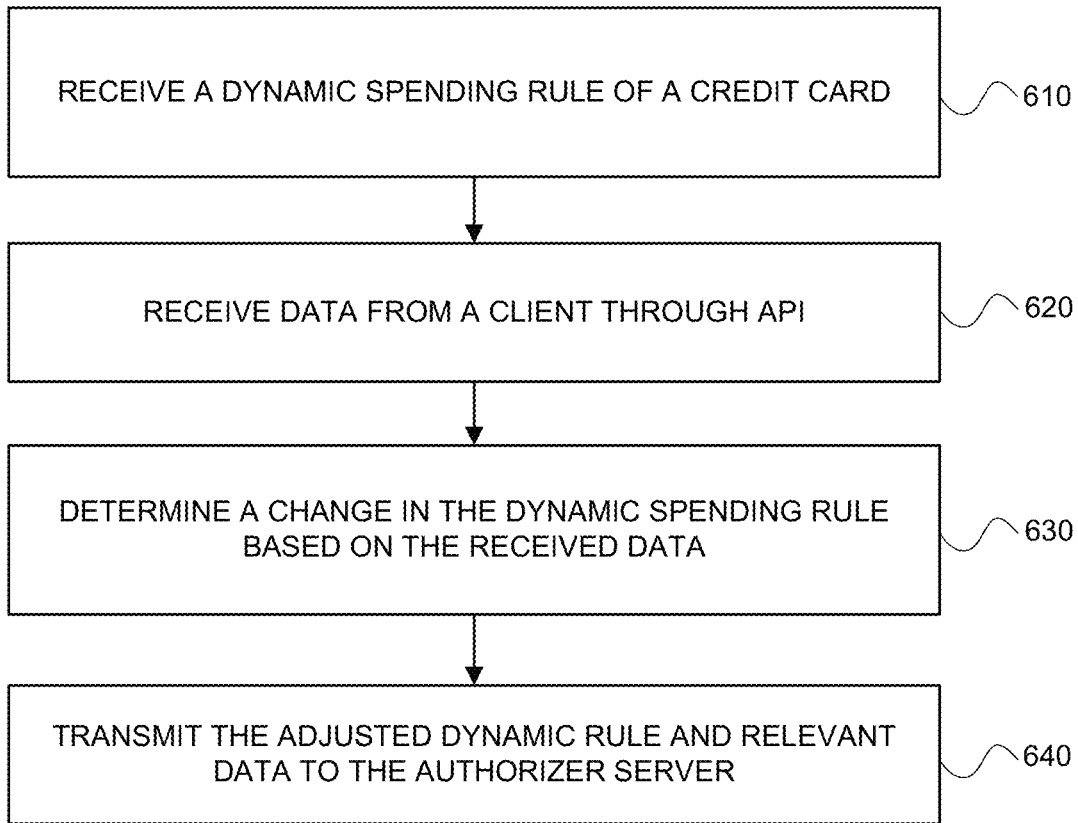 RECEIVE A DYNAMIC SPENDING RULE OF A CREDIT CARD
610
RECEIVE DATA FROM A CLIENT THROUGH API
620
DETERMINE A CHANGE IN THE DYNAMIC SPENDING RULE
BASED ON THE RECEIVED DATA
630
TRANSMIT THE ADJUSTED DYNAMIC RULE AND RELEVANT
DATA TO THE AUTHORIZER SERVER
640